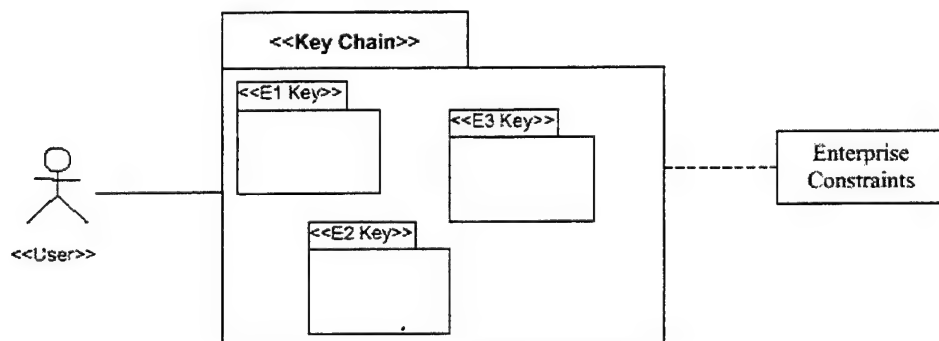 <<Key Chain>>
<<E1 Key>>
<<E3 Key>>
Enterprise
Constraints
<<E2 Key>>
<<User>>